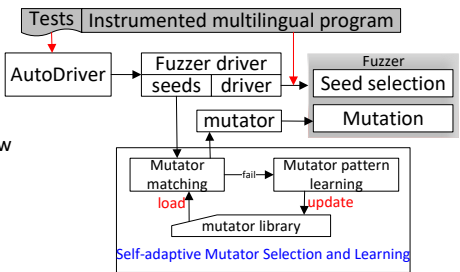 Tests
Instrumented multilingual program
AutoDriver
Fuzzer driver
seeds
driver
Fuzzer
Seed selection
Mutation
mutator
w
Mutator
matching
fail
Mutator pattern
learning
load
update
mutator library
Self-adaptive Mutator Selection and Learning